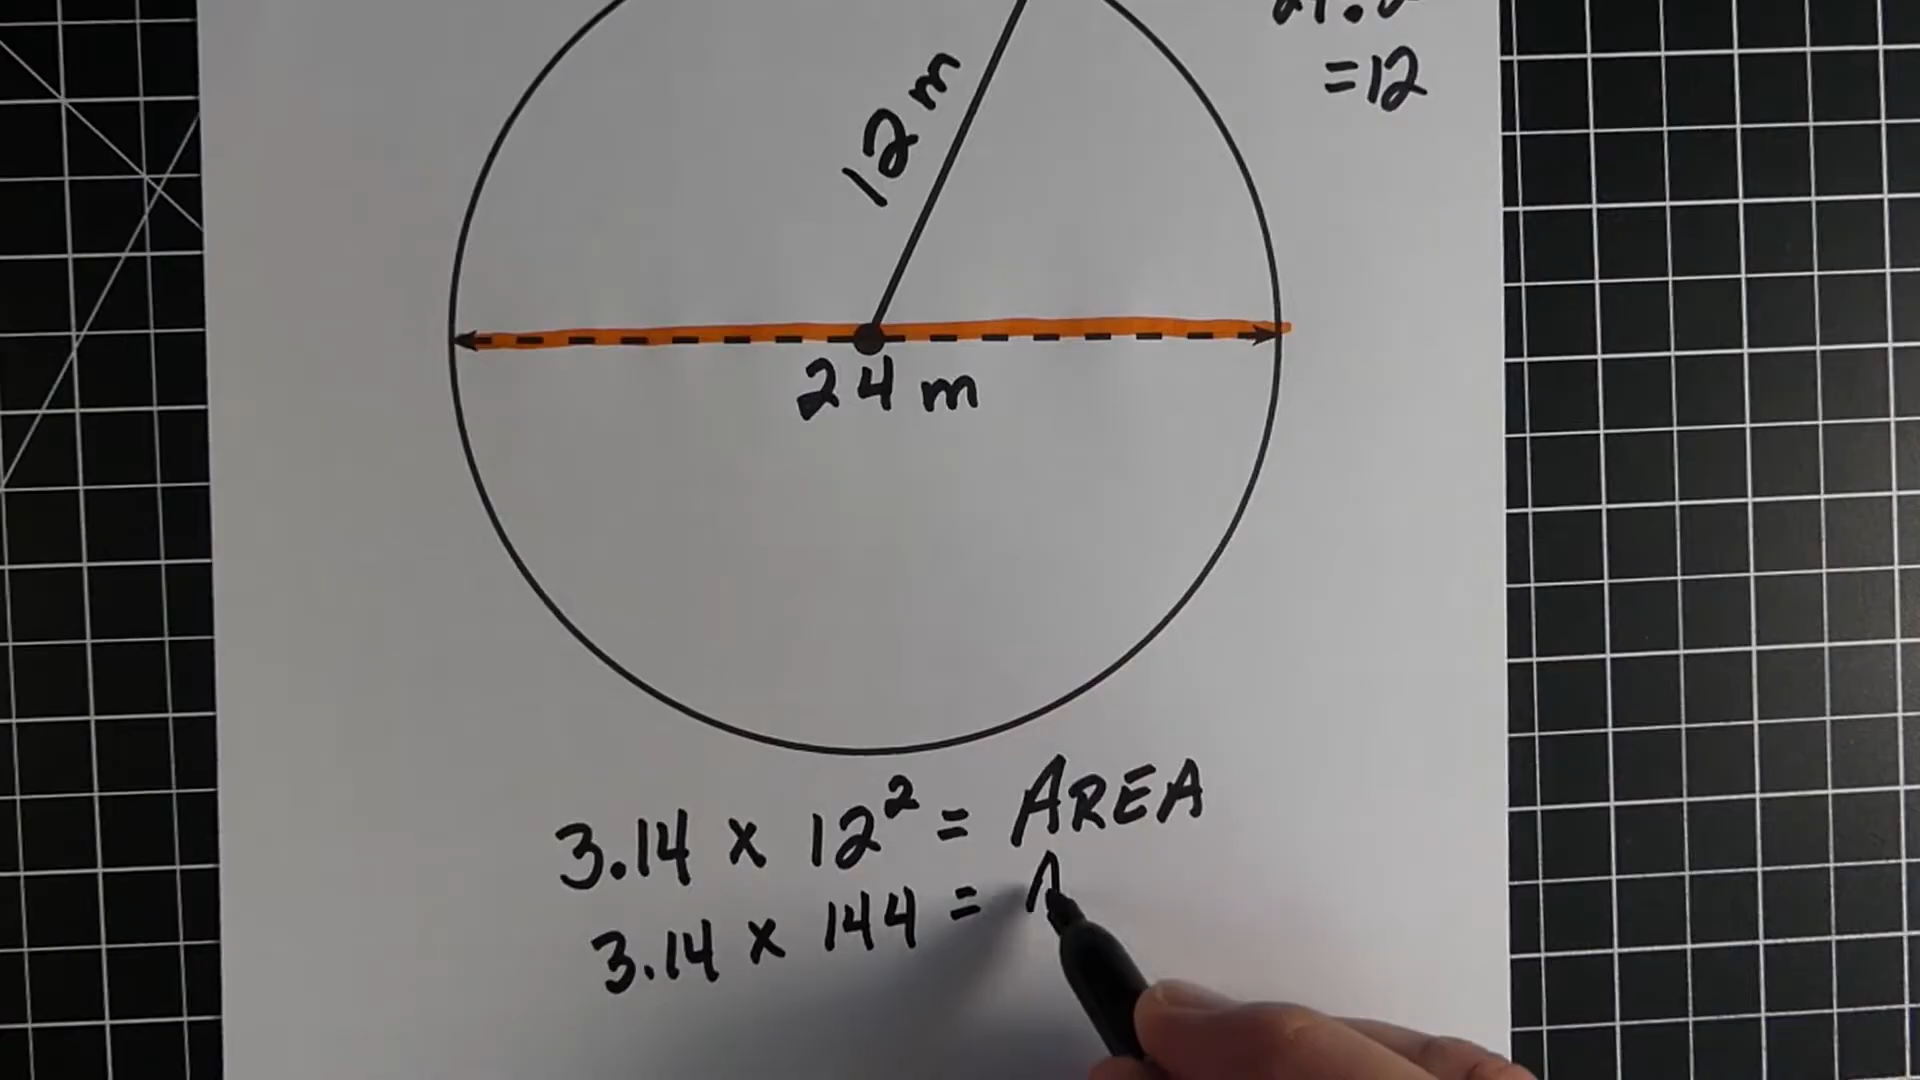 =12
12 m
24 m
3.14 x 12² = AREA
3.14 x 144 = A